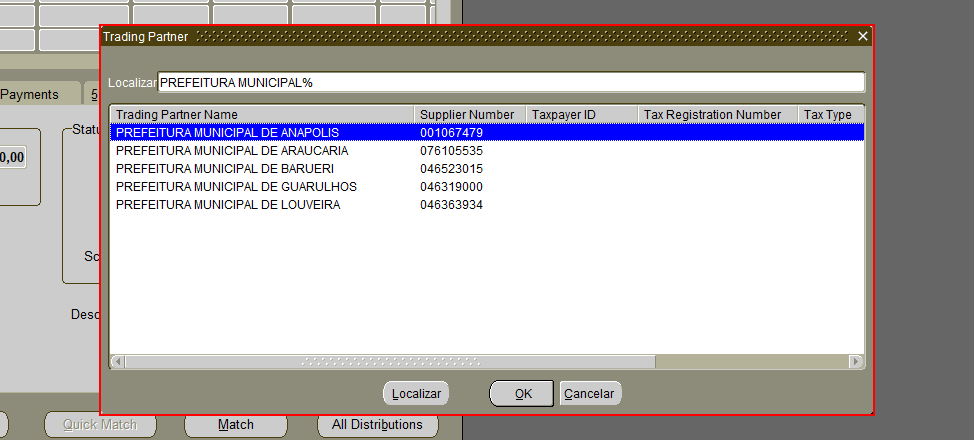 Trading Partner
Localizar PREFEITURA MUNICIPAL%
Trading Partner Name Supplier Number Taxpayer ID Tax Registration Number Tax Type
PREFEITURA MUNICIPAL DE ANAPOLIS 001067479
PREFEITURA MUNICIPAL DE ARAUCARIA 076105535
PREFEITURA MUNICIPAL DE BARUERI 046523015
PREFEITURA MUNICIPAL DE GUARULHOS 046319000
PREFEITURA MUNICIPAL DE LOUVEIRA 046363934
Localizar OK Cancelar
Payments 5
Statu
0,00
Sc
Desc
Quick Match Match All Distributions